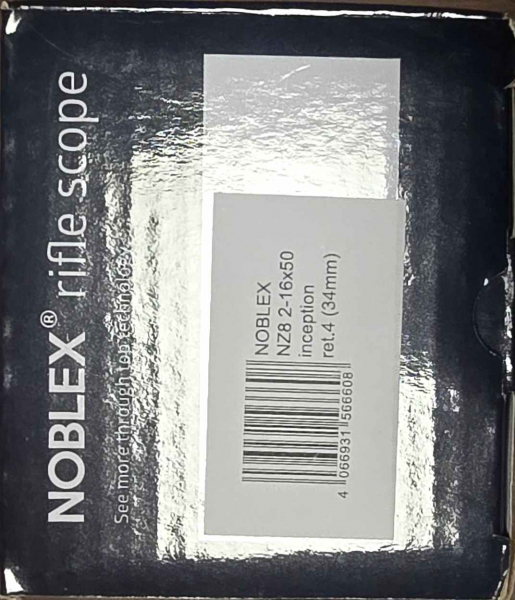 NOBLEX® rifle scope
See more through top technology.
NOBLEX
NZ8 2-16x50
inception
ret.4 (34mm)
4 066931 566608